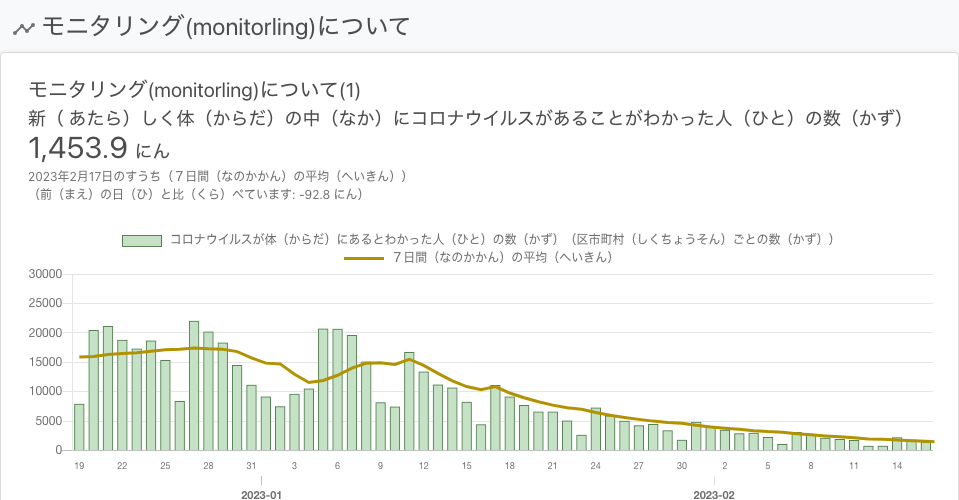 モニタリング(monitorling)について
モニタリング(monitorling)について(1)
新（ あたら）しく体（からだ）の中（なか）にコロナウイルスがあることがわかった人（ひと）の数（かず）
1,453.9 にん
2023年2月17日のすうち（７日間（なのかかん）の平均（へいきん））
（前（まえ）の日（ひ）と比（くら）べています: -92.8 にん）
コロナウイルスが体（からだ）にあるとわかった人（ひと）の数（かず）（区市町村（しくちょうそん）ごとの数（かず））
７日間（なのかかん）の平均（へいきん）
30000
25000
20000
15000
10000
5000
0
19 22 25 28 31 3 6 9 12 15 18 21 24 27 30 2 5 8 11 14
2023-01 2023-02